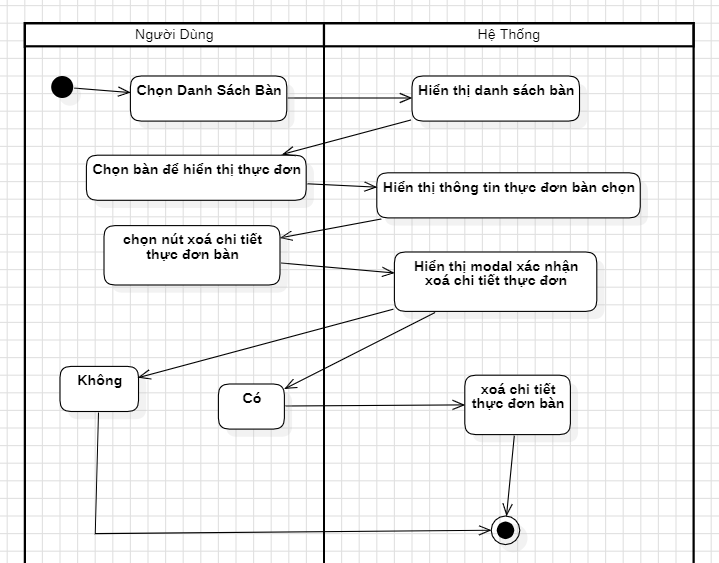 Người Dùng
Hệ Thống
Chọn Danh Sách Bàn
Hiển thị danh sách bàn
Chọn bàn để hiển thị thực đơn
Hiển thị thông tin thực đơn bàn chọn
chọn nút xoá chi tiết
thực đơn bàn
Hiển thị modal xác nhận
xoá chi tiết thực đơn
Không
Có
xoá chi tiết
thực đơn bàn